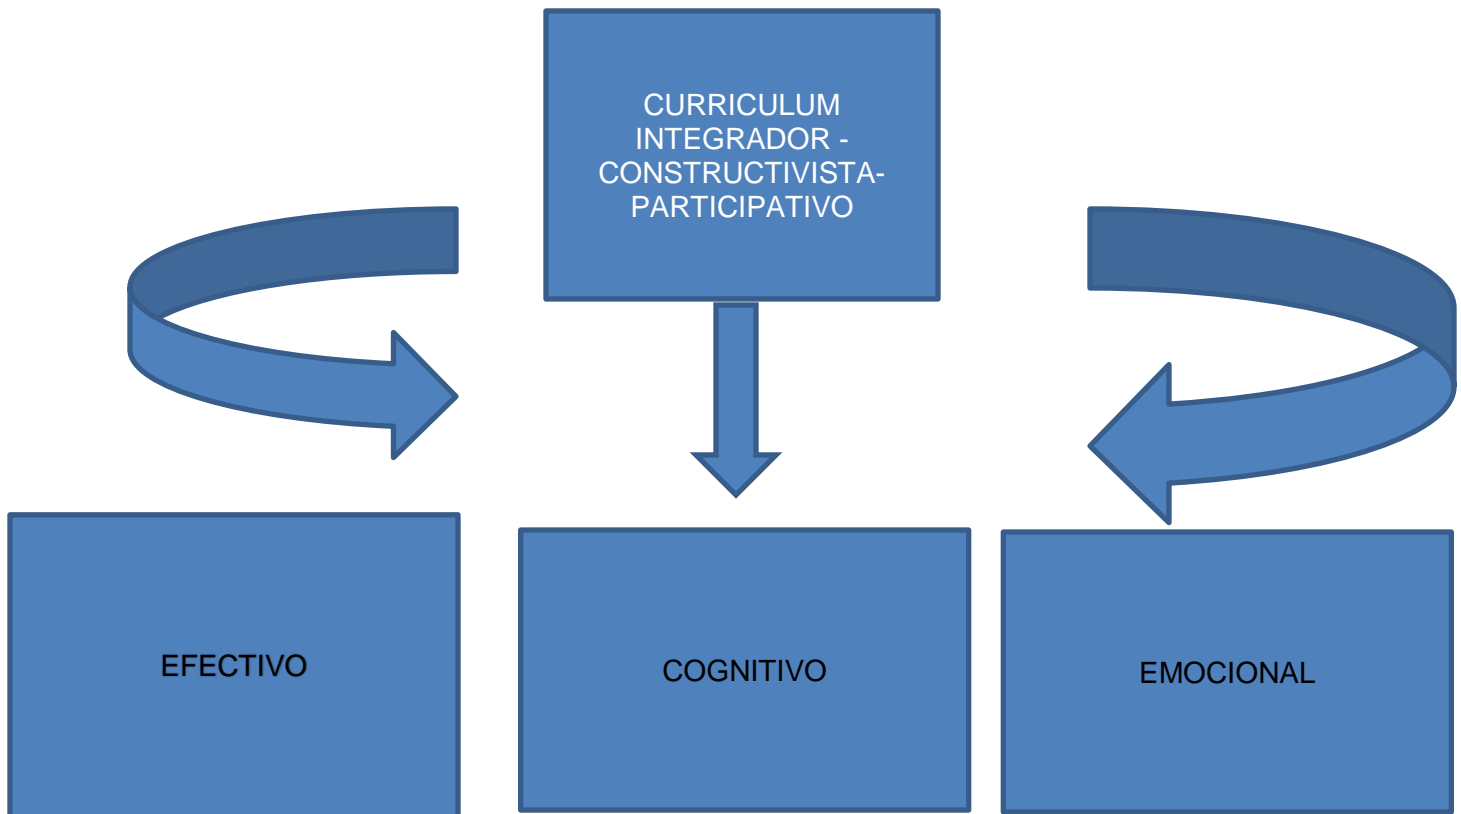 CURRICULUM
INTEGRADOR -
CONSTRUCTIVISTA-
PARTICIPATIVO
EFECTIVO
COGNITIVO
EMOCIONAL